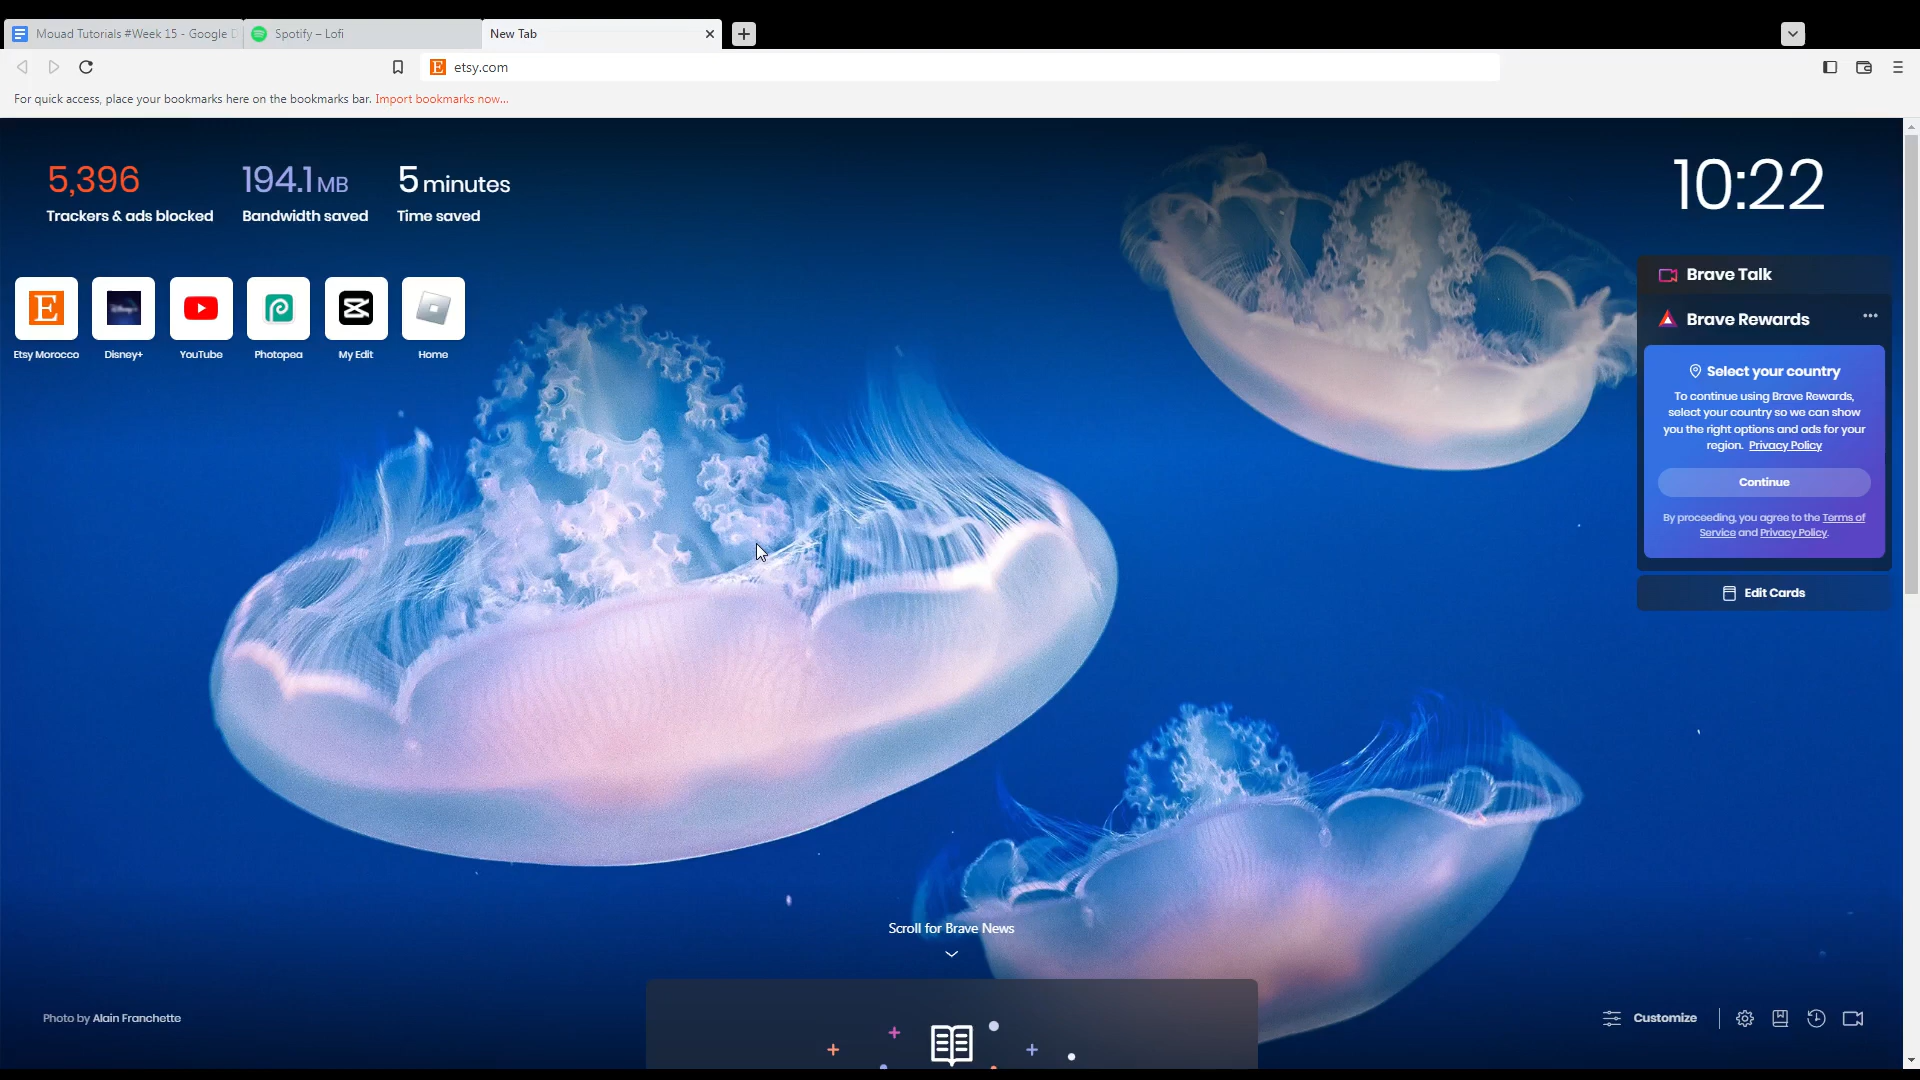 Mouad Tutorials #Week 15 - Google D
Spotify – Lofi
New Tab
etsy.com
For quick access, place your bookmarks here on the bookmarks bar. Import bookmarks now...
5,396
Trackers & ads blocked
194.1 MB
Bandwidth saved
5 minutes
Time saved
10:22
E
Etsy Morocco
Disney+
YouTube
Photopea
My Edit
Home
Brave Talk
Brave Rewards
Select your country
To continue using Brave Rewards,
select your country so we can show
you the right options and ads for your
region. Privacy Policy
Continue
By proceeding, you agree to the Terms of
Service and Privacy Policy.
Edit Cards
Scroll for Brave News
Photo by Alain Franchette
Customize